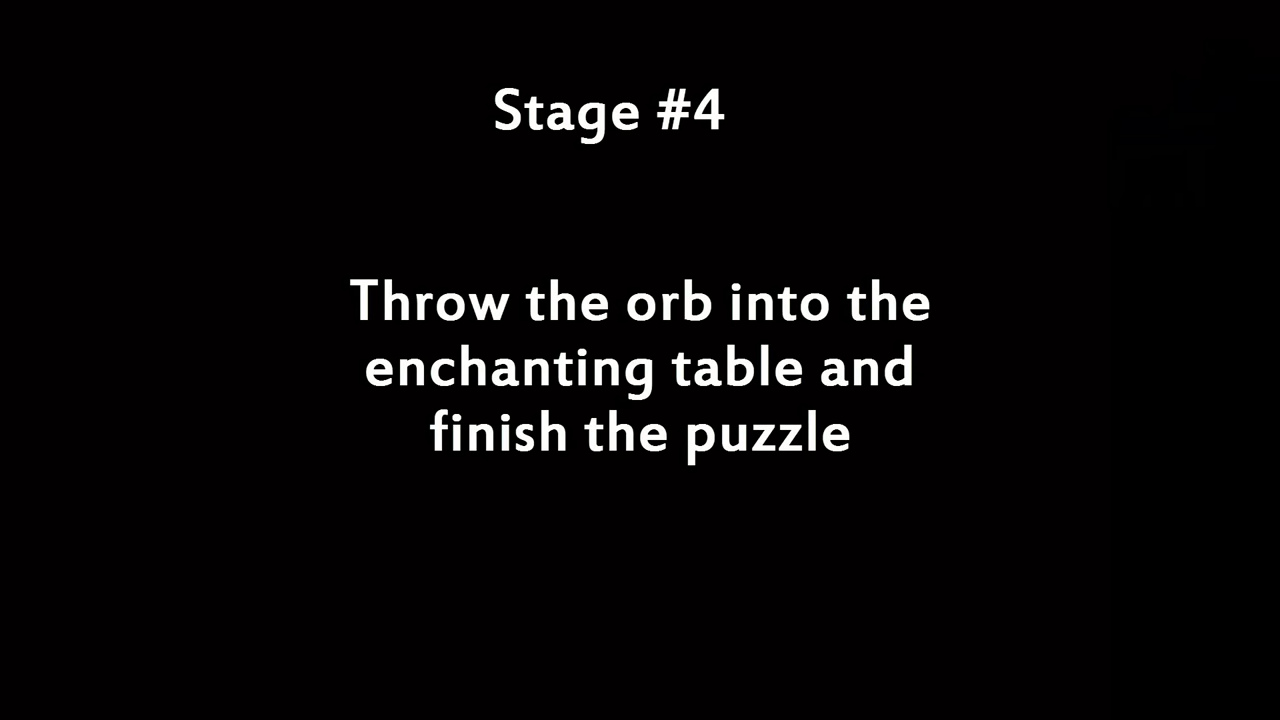 Stage #4
Throw the orb into the
enchanting table and
finish the puzzle